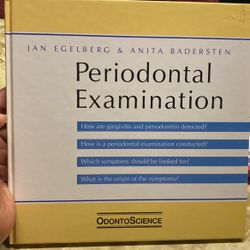 IAN EGELBERG & ANITA BADERSTEN
Periodontal
Examination
How are gingivitis and periodontitis detected?
How is a periodontal examination conducted?
Which symptoms should be looked for?
What is the origin of the symptoms?
ODONTOSCIENCE